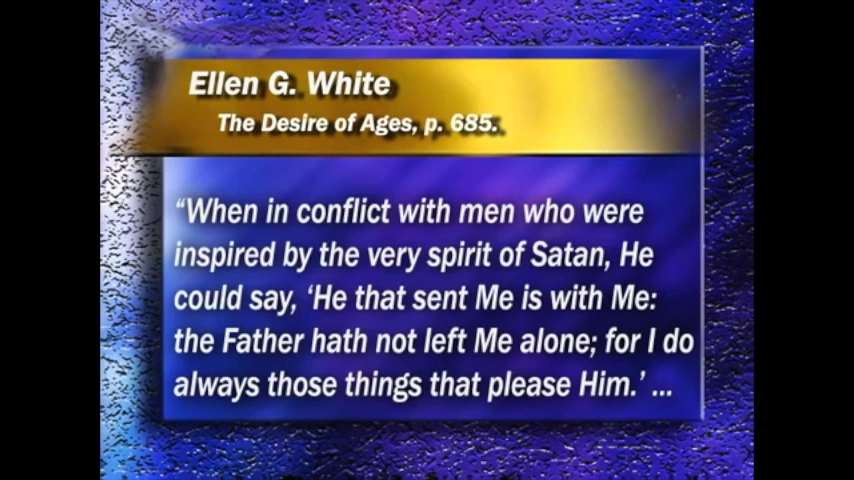 Ellen G. White
The Desire of Ages, p. 685.
“When in conflict with men who were
inspired by the very spirit of Satan, He
could say, ‘He that sent Me is with Me:
the Father hath not left Me alone; for I do
always those things that please Him.’ ...